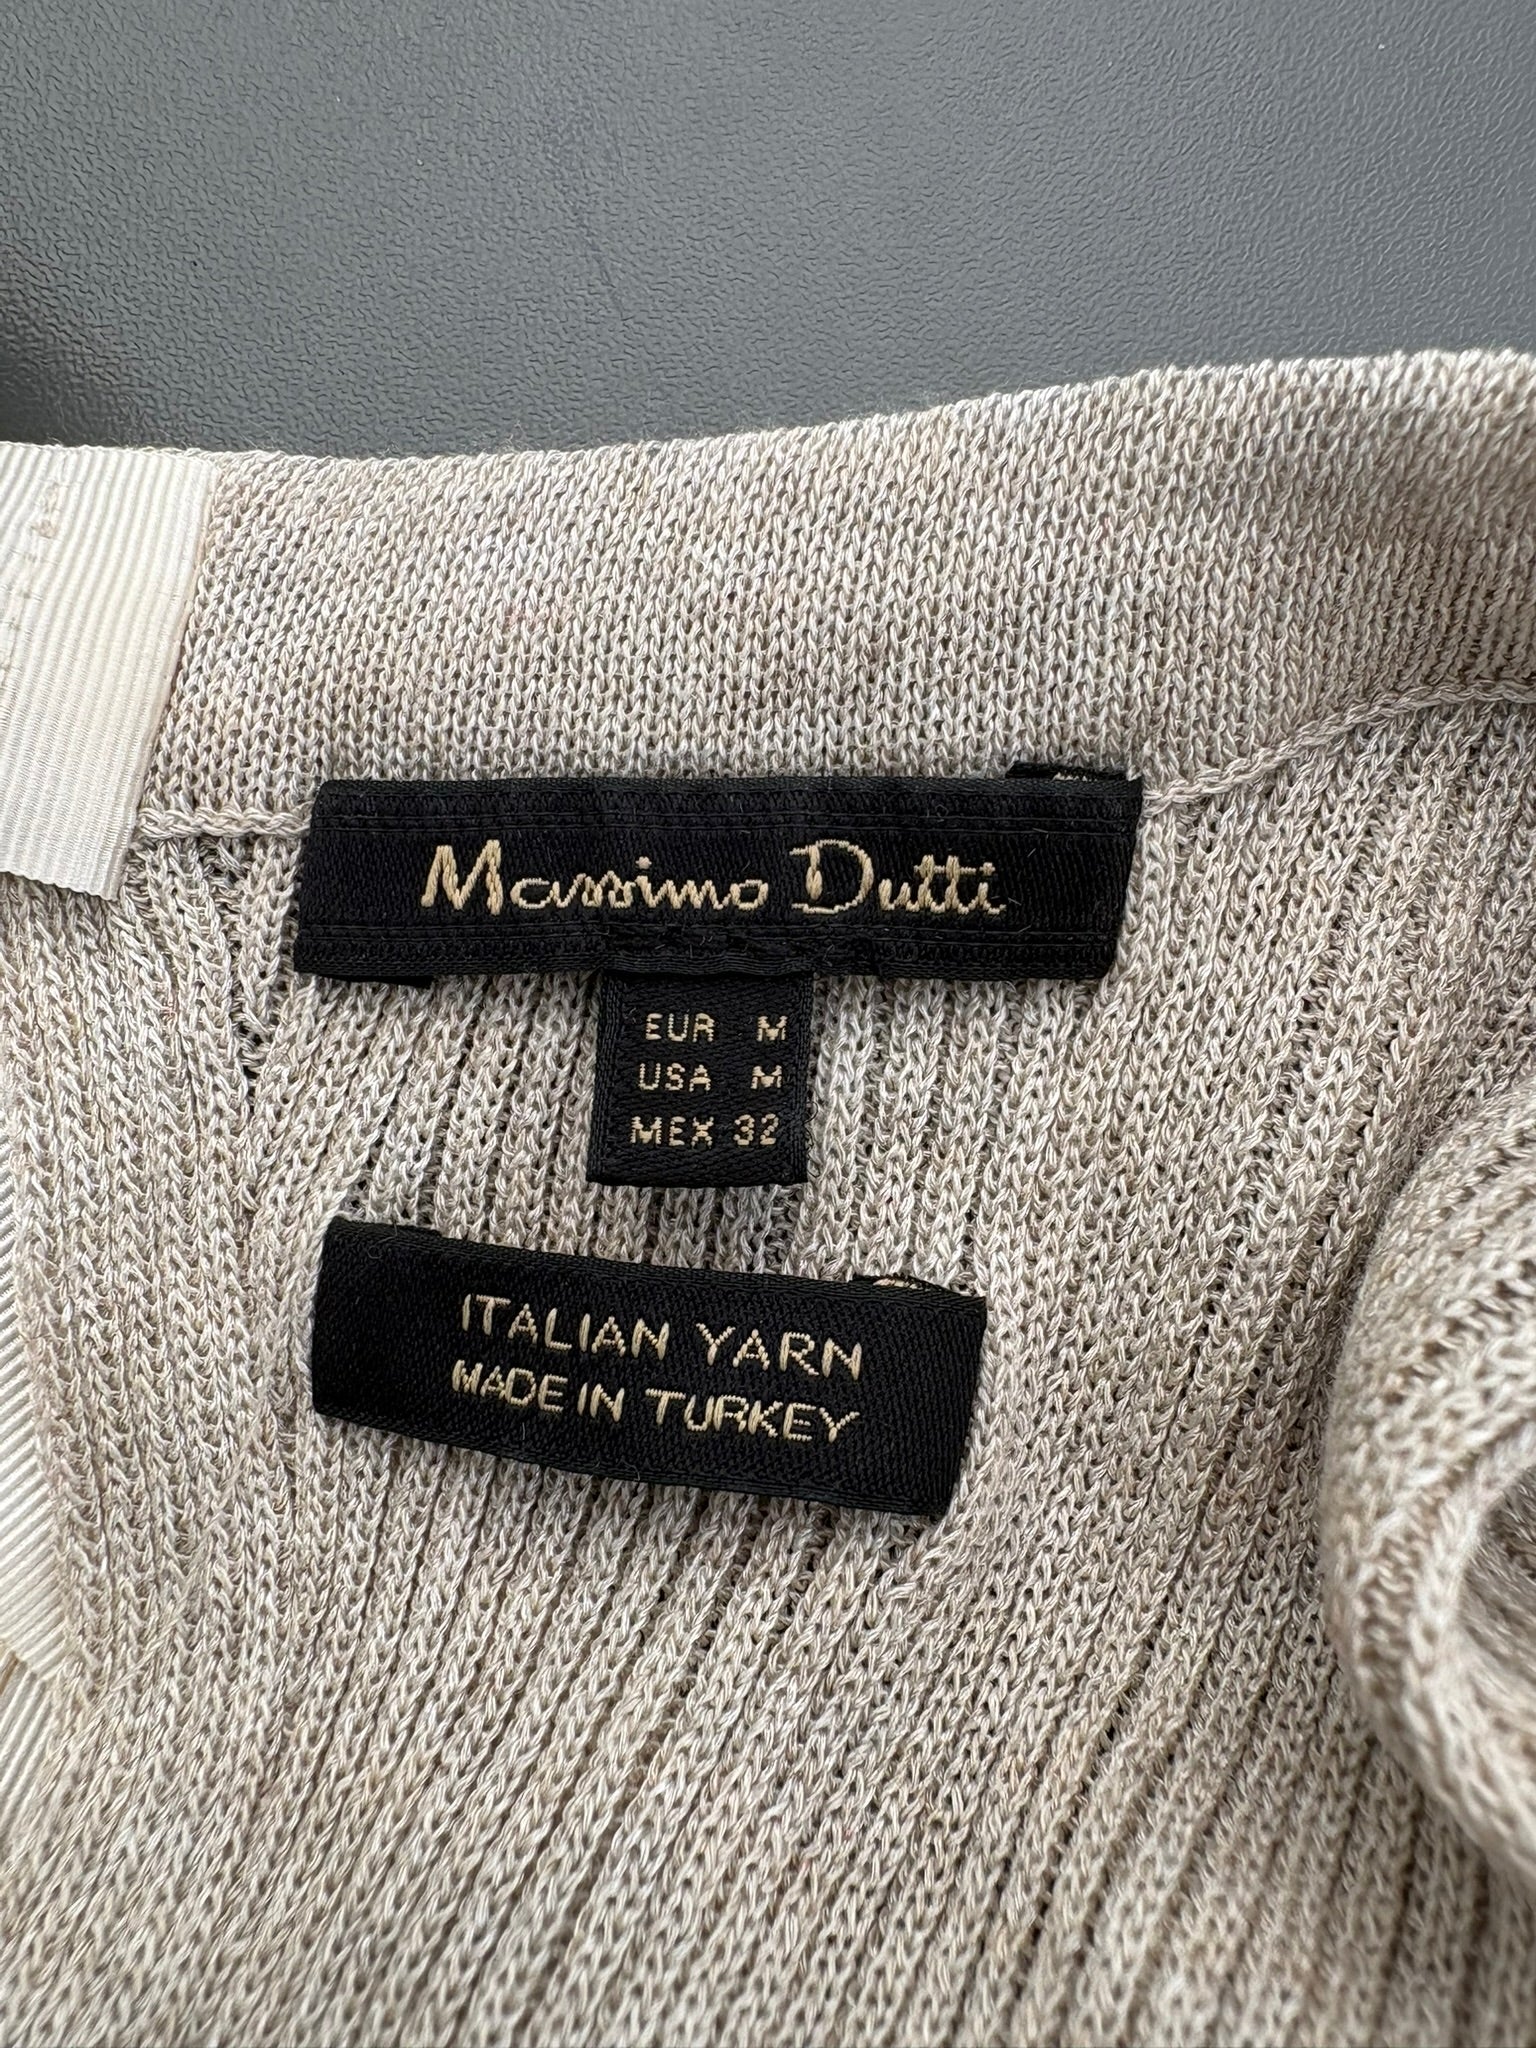 Massimo Dutti
EUR M
USA M
MEX 32
ITALIAN YARN
MADE IN TURKEY